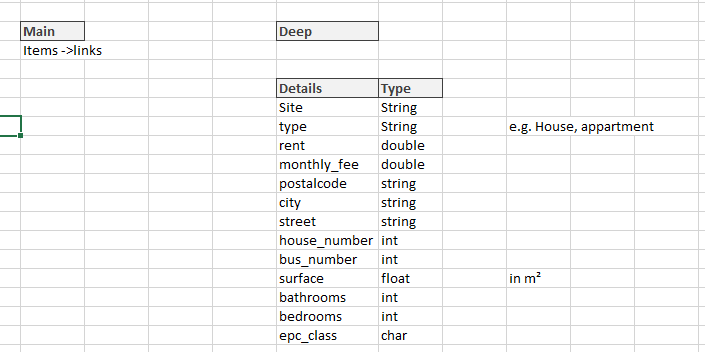 Main Deep
Items ->links
Details Type
Site String
type String e.g. House, appartment
rent double
monthly_fee double
postalcode string
city string
street string
house_number int
bus_number int
surface float in m²
bathrooms int
bedrooms int
epc_class char